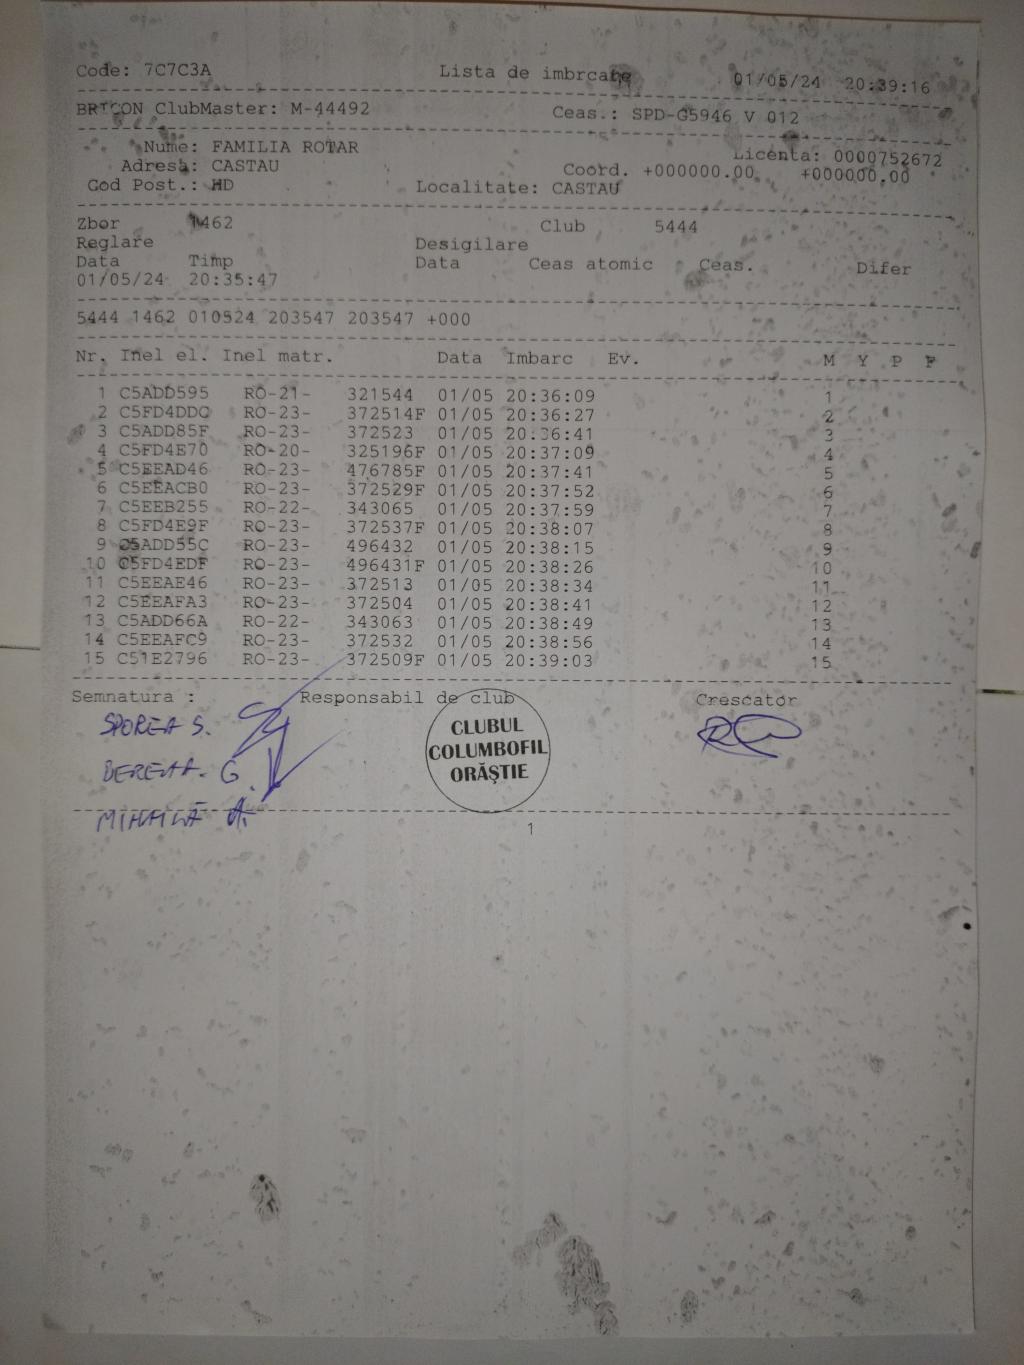 Code: 7C7C3A Lista de imbrcare 01/05/24 20:39:16
BRICON ClubMaster: M-44492 Ceas.: SPD-G5946 V 012
Nume: FAMILIA ROTAR Licenta: 0000752672
Adresa: CASTAU Coord. +000000.00 +000000.00
Cod Post.: HD Localitate: CASTAU
Zbor 1462 Club 5444
Reglare Desigilare
Data Timp Data Ceas atomic Ceas. Difer
01/05/24 20:35:47
5444 1462 010524 203547 203547 +000
Nr. Inel el. Inel matr. Data Imbarc Ev. M Y P F
1 C5ADD595 RO-21- 321544 01/05 20:36:09 1
2 C5FD4DDC RO-23- 372514F 01/05 20:36:27 2
3 C5ADD85F RO-23- 372523 01/05 20:36:41 3
4 C5FD4E70 RO-20- 325196F 01/05 20:37:09 4
5 C5EEAD46 RO-23- 476785F 01/05 20:37:41 5
6 C5EEACB0 RO-23- 372529F 01/05 20:37:52 6
7 C5EEB255 RO-22- 343065 01/05 20:37:59 7
8 C5FD4E9F RO-23- 372537F 01/05 20:38:07 8
9 C5ADD55C RO-23- 496432 01/05 20:38:15 9
10 C5FD4EDF RO-23- 496431F 01/05 20:38:26 10
11 C5EEAE46 RO-23- 372513 01/05 20:38:34 11
12 C5EEAFA3 RO-23- 372504 01/05 20:38:41 12
13 C5ADD66A RO-22- 343063 01/05 20:38:49 13
14 C5EEAFC9 RO-23- 372532 01/05 20:38:56 14
15 C51E2796 RO-23- 372509F 01/05 20:39:03 15
Semnatura : Responsabil de club Crescator
SPOREA S.
CLUBUL
COLUMBOFIL
ORĂȘTIE
G.
MIHAILĂ A.
1